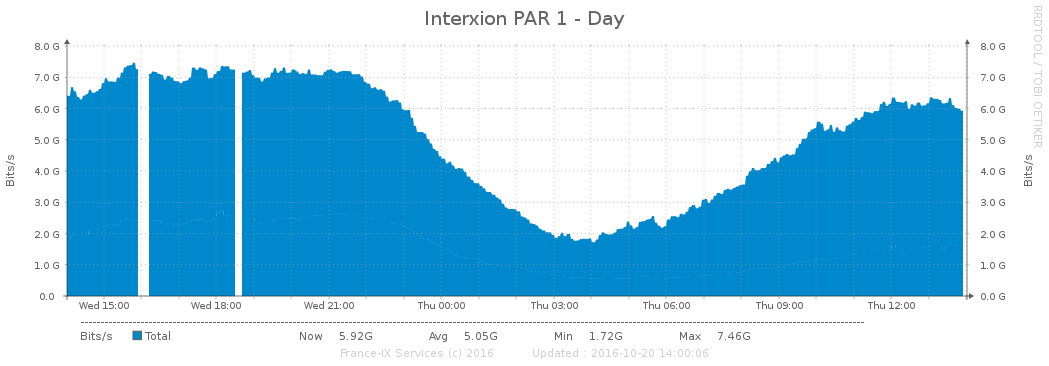 Interxion PAR 1 - Day
RRDTOOL / TOBI OETIKER
Bits/s
8.0 G 8.0 G
7.0 G 7.0 G
6.0 G 6.0 G
5.0 G 5.0 G
4.0 G 4.0 G
3.0 G 3.0 G
2.0 G 2.0 G
1.0 G 1.0 G
0.0 0.0 G
Bits/s
Wed 15:00 Wed 18:00 Wed 21:00 Thu 00:00 Thu 03:00 Thu 06:00 Thu 09:00 Thu 12:00
Bits/s Total Now 5.92G Avg 5.05G Min 1.72G Max 7.46G
France-IX Services (c) 2016 Updated : 2016-10-20 14:00:06